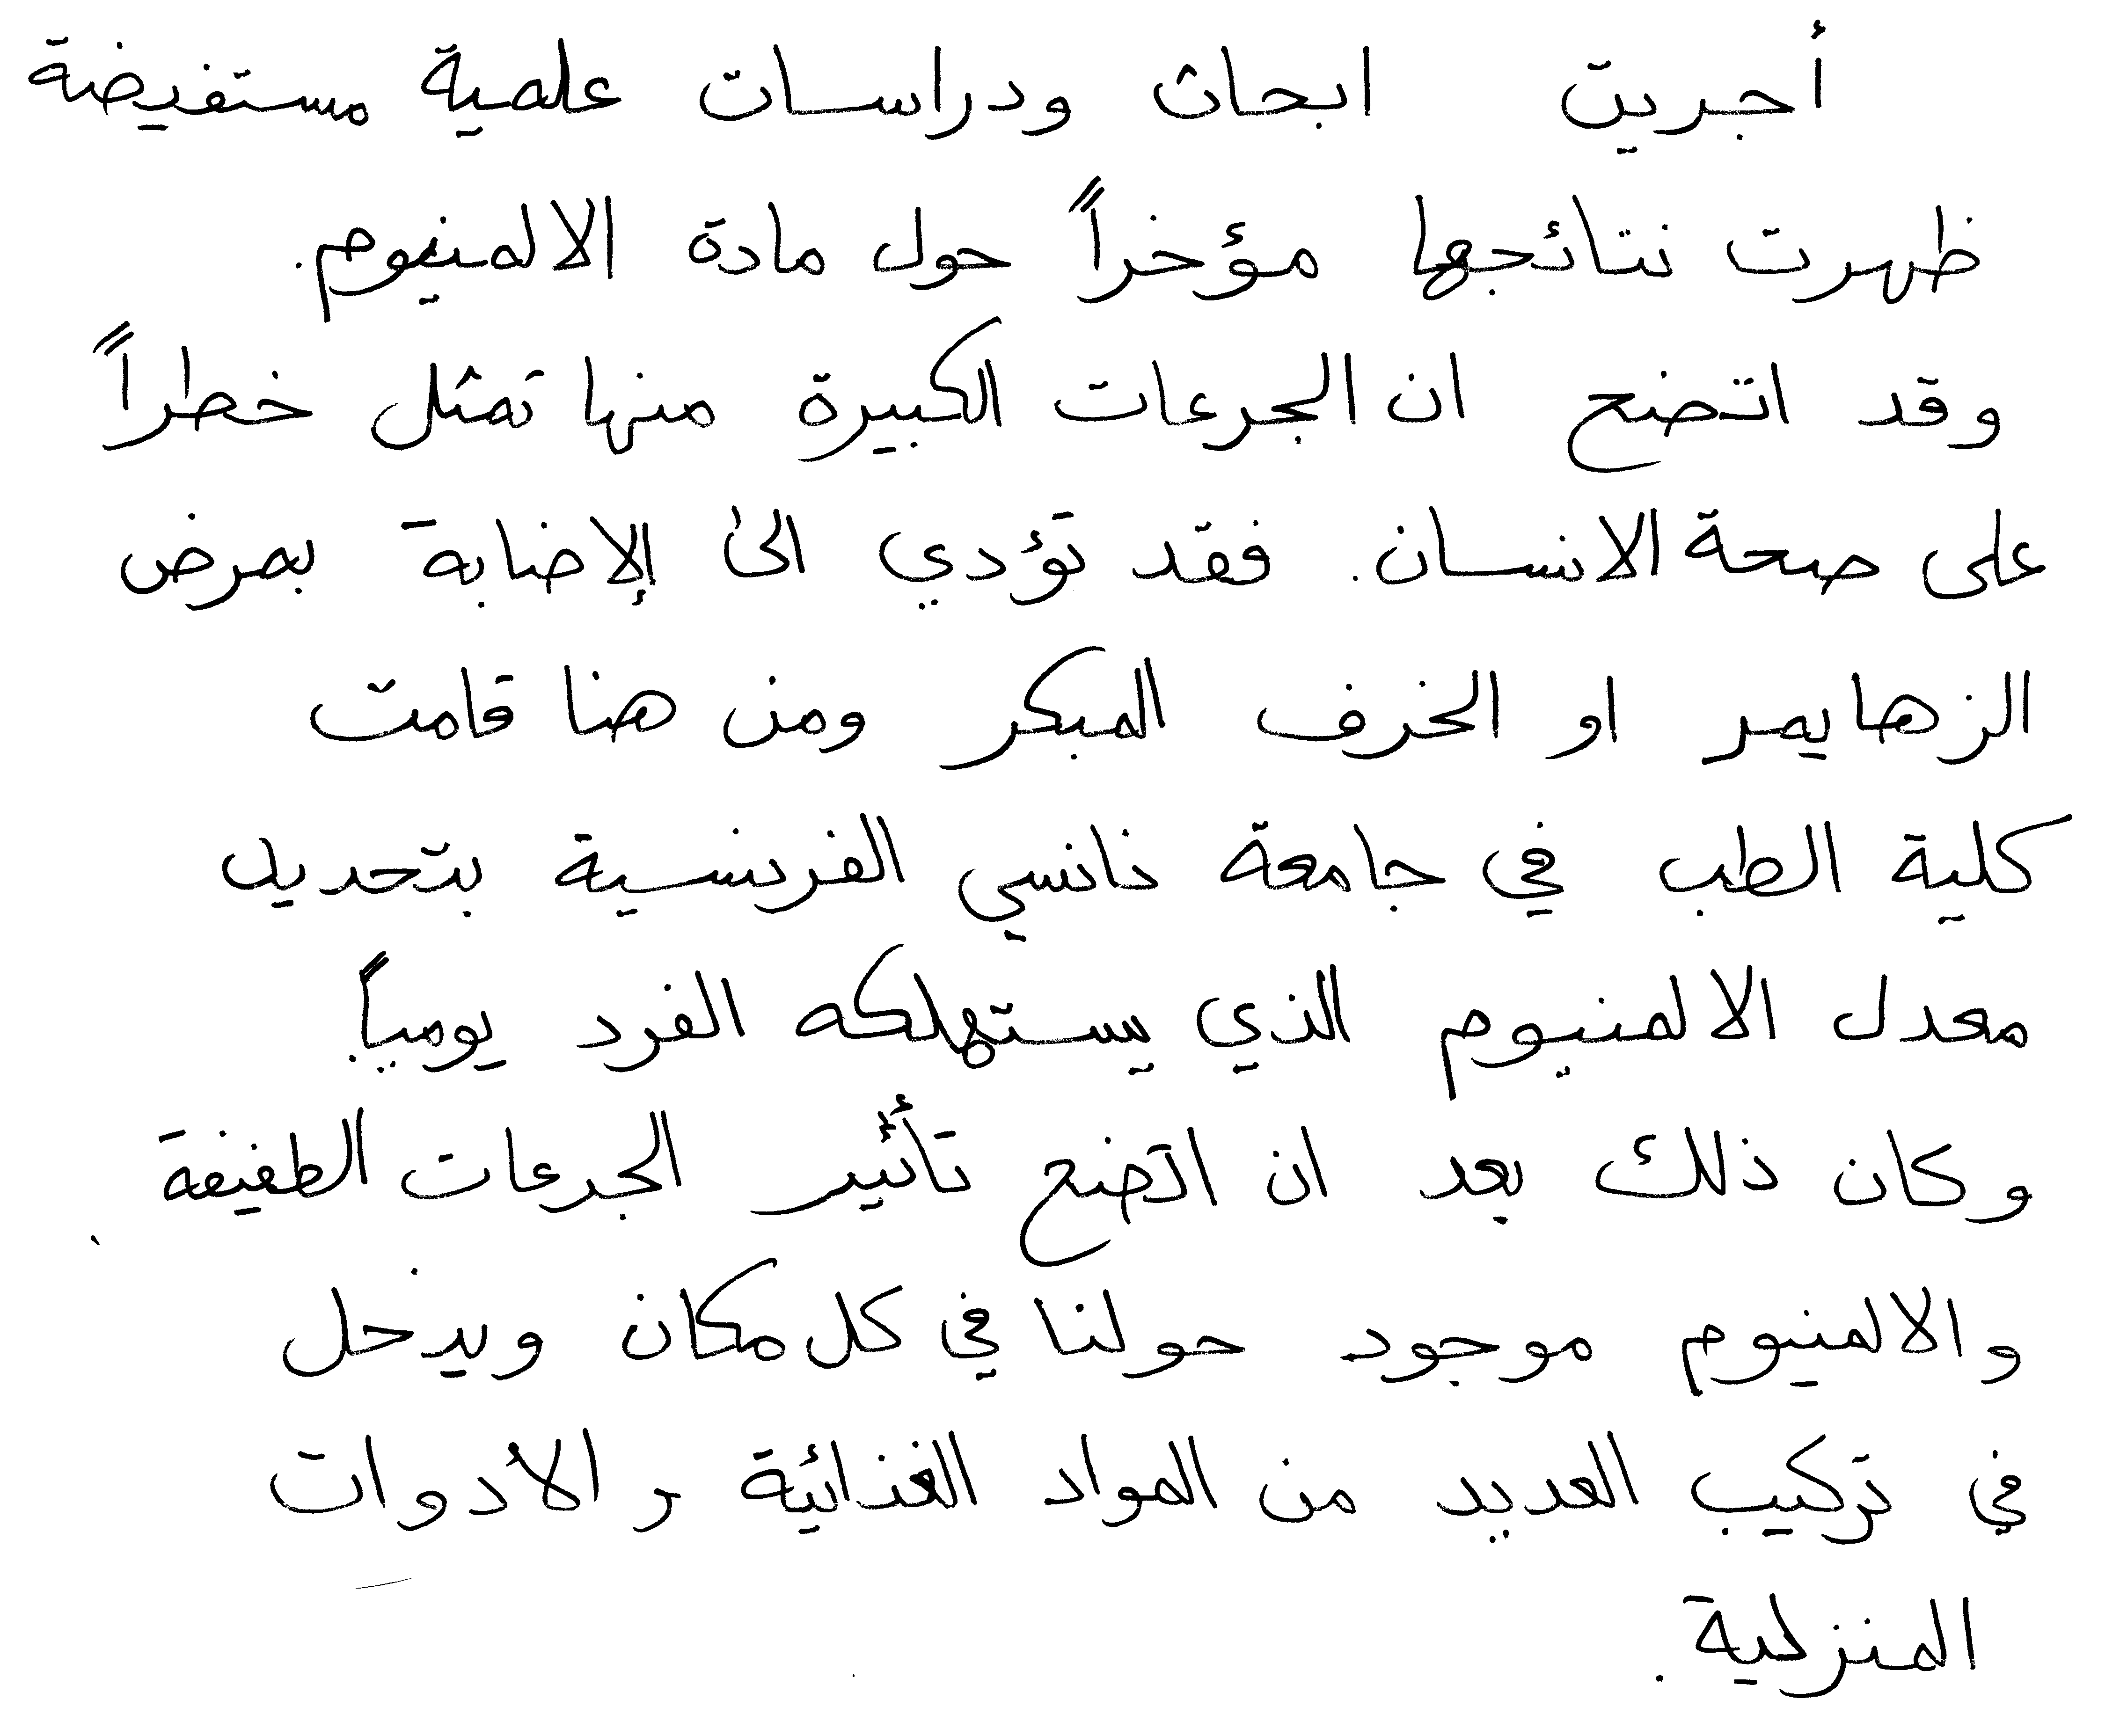 أجريت ابحاث ودراسات علمية مستفيضة
ظهرت نتائجها مؤخراً حول مادة الالمنيوم.
وقد اتضح ان الجرعات الكبيرة منها تمثل خطراً
على صحة الانسان. فقد تؤدي الى الإضابة بمرض
الزهايمر او الخرف المبكر ومن هنا قامت
كلية الطب في جامعة نانسي الفرنسية بتحديد
معدل الالمنيوم الذي يستهلكه الفرد يومياً.
وكان ذلك بعد ان اتضح تأثير الجرعات الطفيفة.
والالمنيوم موجود حولنا في كل مكان ويدخل
في تركيب العديد من المواد الغذائية والأدوات
المنزلية.